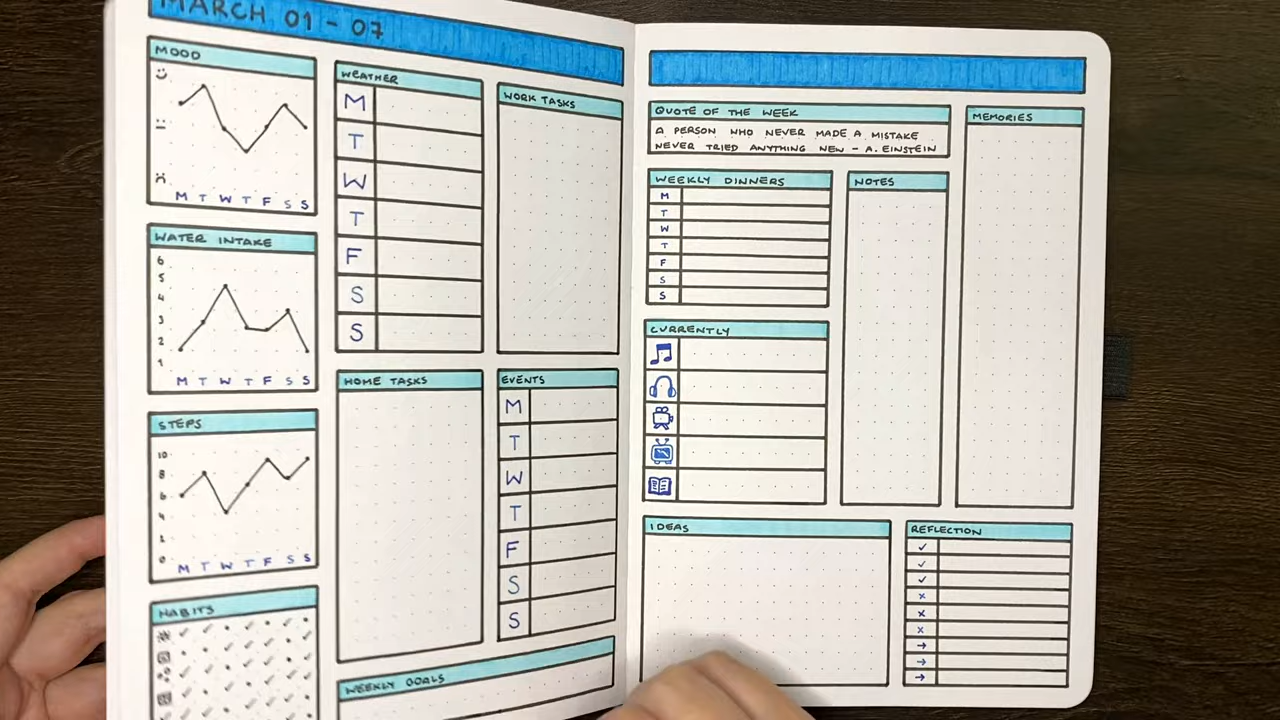 MARCH 01 - 07
MOOD
M T W T F S S
WATER INTAKE
6
5
4
3
2
1
M T W T F S S
STEPS
10
8
6
4
2
0
M T W T F S S
HABITS
WEATHER
M
T
W
T
F
S
S
WORK TASKS
HOME TASKS
EVENTS
M
T
W
T
F
S
S
WEEKLY GOALS
QUOTE OF THE WEEK
A PERSON WHO NEVER MADE A MISTAKE
NEVER TRIED ANYTHING NEW - A. EINSTEIN
MEMORIES
WEEKLY DINNERS
M
T
W
T
F
S
S
NOTES
CURRENTLY
IDEAS
REFLECTION